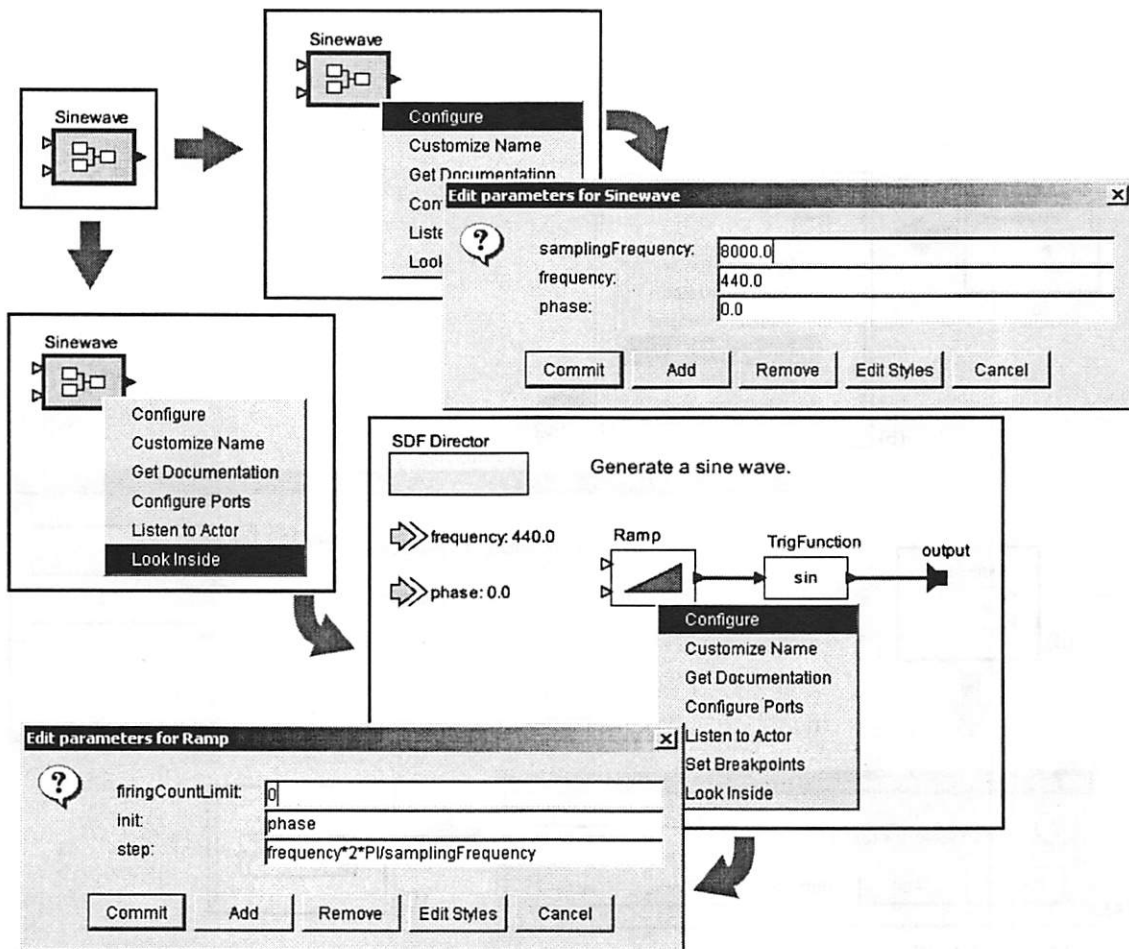 Sinewave
Sinewave
Configure
Customize Name
Get Documentation
Con
Liste
Look
Edit parameters for Sinewave
samplingFrequency: 8000.0
frequency: 440.0
phase: 0.0
Commit Add Remove Edit Styles Cancel
Sinewave
Configure
Customize Name
Get Documentation
Configure Ports
Listen to Actor
Look Inside
SDF Director
Generate a sine wave.
frequency: 440.0
phase: 0.0
Ramp
TrigFunction
sin
output
Configure
Customize Name
Get Documentation
Configure Ports
Listen to Actor
Set Breakpoints
Look Inside
Edit parameters for Ramp
firingCountLimit: 0
init: phase
step: frequency*2*PI/samplingFrequency
Commit Add Remove Edit Styles Cancel